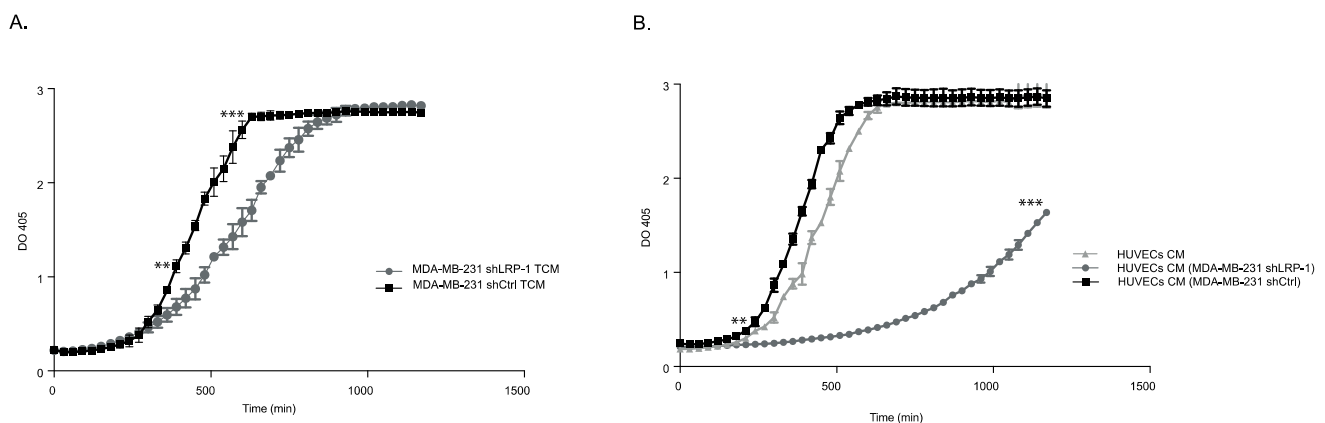 A.
3
2
1
0
DO 405
***
**
0
500
1000
1500
Time (min)
MDA-MB-231 shLRP-1 TCM
MDA-MB-231 shCtrl TCM
B.
3
2
1
0
DO 405
**
***
0
500
1000
1500
Time (min)
HUVECs CM
HUVECs CM (MDA-MB-231 shLRP-1)
HUVECs CM (MDA-MB-231 shCtrl)